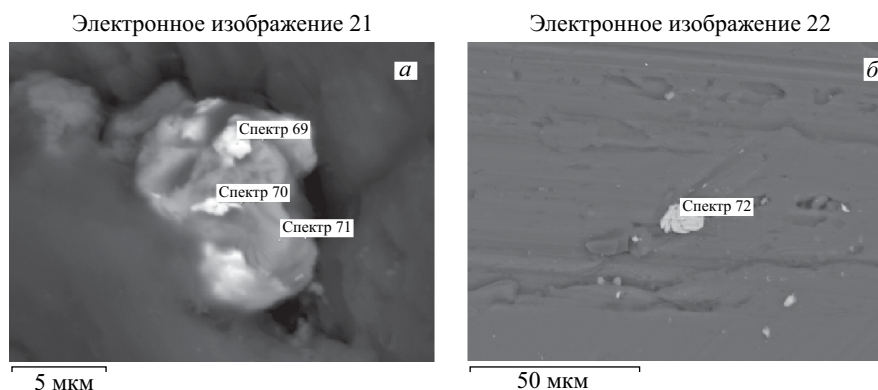 Электронное изображение 21
а
Спектр 69
Спектр 70
Спектр 71
5 мкм
Электронное изображение 22
б
Спектр 72
50 мкм